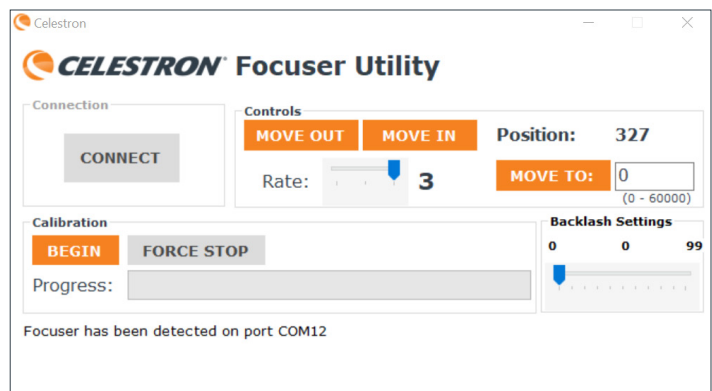 Celestron
CELESTRON® Focuser Utility
Connection
CONNECT
Controls
MOVE OUT MOVE IN Position: 327
Rate: 3 MOVE TO: 0
(0 - 60000)
Calibration
BEGIN FORCE STOP
Progress:
Backlash Settings
0 0 99
Focuser has been detected on port COM12